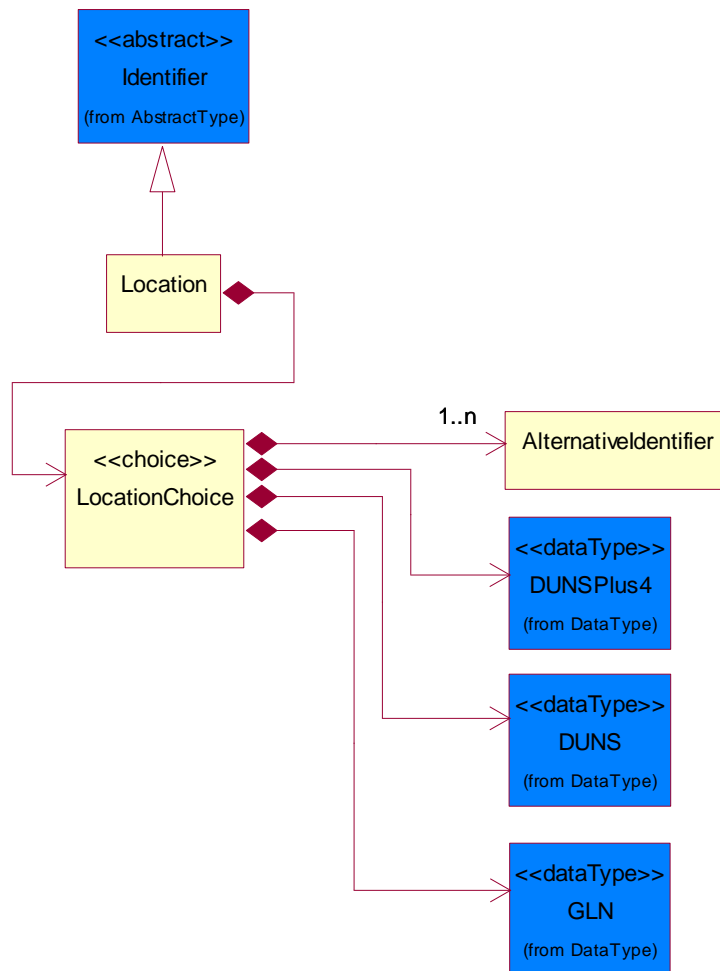 <<abstract>>
Identifier
(from AbstractType)
Location
1..n
AlternativeIdentifier
<<choice>>
LocationChoice
<<dataType>>
DUNSPlus4
(from DataType)
<<dataType>>
DUNS
(from DataType)
<<dataType>>
GLN
(from DataType)